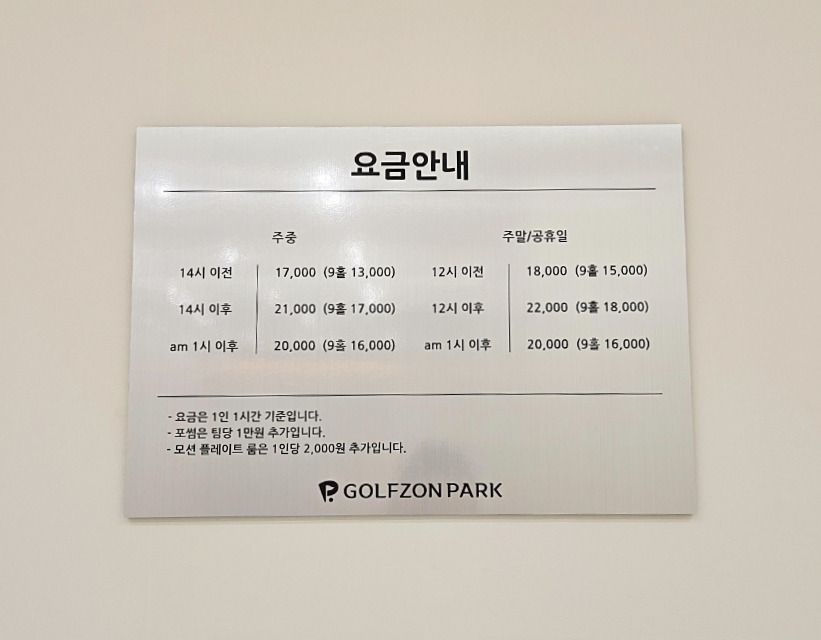 요금안내
주중 주말/공휴일
14시 이전 17,000 (9홀 13,000) 12시 이전 18,000 (9홀 15,000)
14시 이후 21,000 (9홀 17,000) 12시 이후 22,000 (9홀 18,000)
am 1시 이후 20,000 (9홀 16,000) am 1시 이후 20,000 (9홀 16,000)
- 요금은 1인 1시간 기준입니다.
- 포썸은 팀당 1만원 추가입니다.
- 모션 플레이트 룸은 1인당 2,000원 추가입니다.
GOLFZON PARK